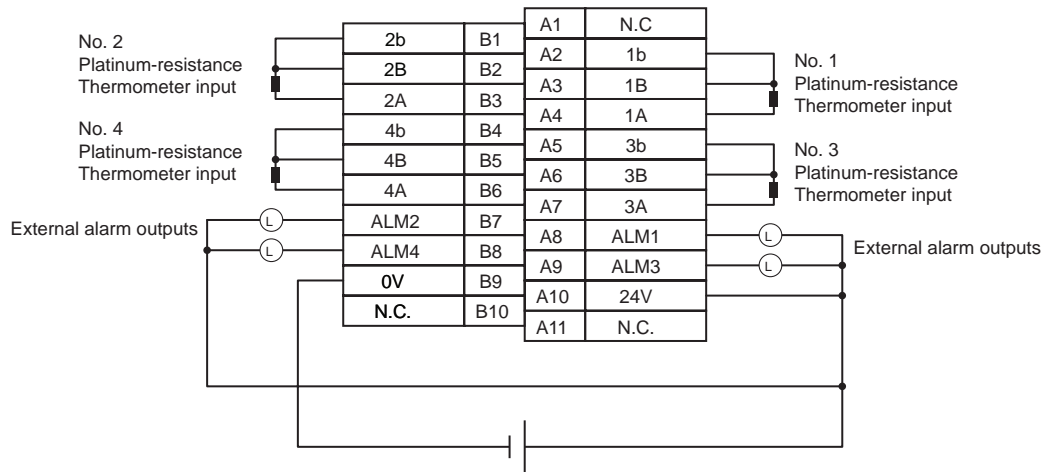 No. 2
Platinum-resistance
Thermometer input
No. 4
Platinum-resistance
Thermometer input
External alarm outputs
L
L
2b B1
2B B2
2A B3
4b B4
4B B5
4A B6
ALM2 B7
ALM4 B8
0V B9
N.C. B10
A1 N.C
A2 1b
A3 1B
A4 1A
A5 3b
A6 3B
A7 3A
A8 ALM1
A9 ALM3
A10 24V
A11 N.C.
No. 1
Platinum-resistance
Thermometer input
No. 3
Platinum-resistance
Thermometer input
L
L
External alarm outputs